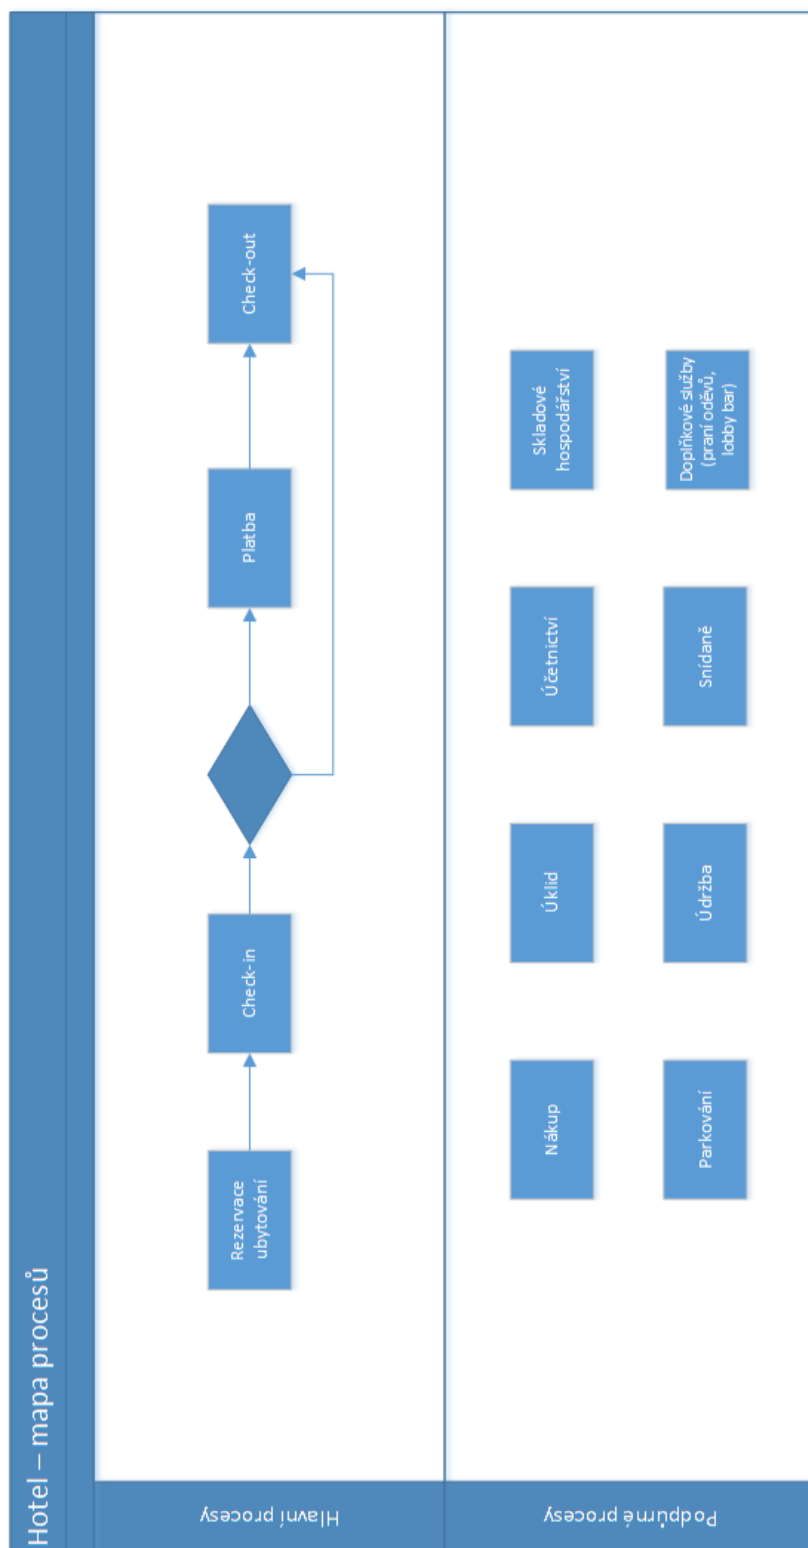 Hotel – mapa procesů
Hlavní procesy
Rezervace
ubytování
Check-in
Platba
Check-out
Podpůrné procesy
Nákup
Úklid
Účetnictví
Skladové
hospodářství
Parkování
Údržba
Snídaně
Doplňkové služby
(praní oděvů,
lobby bar)